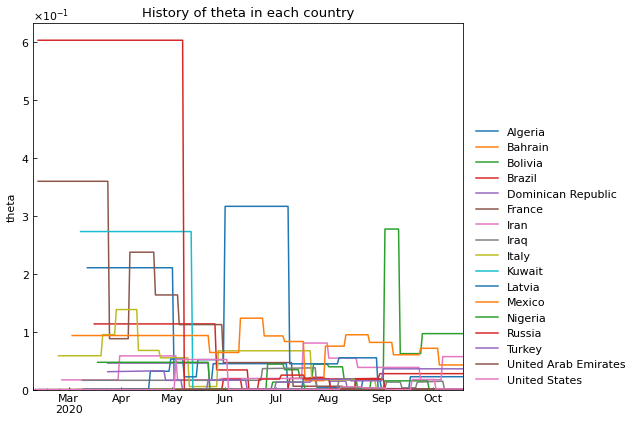 History of theta in each country
×10⁻¹
6
5
4
3
2
1
0
theta
Mar
2020
Apr
May
Jun
Jul
Aug
Sep
Oct
Algeria
Bahrain
Bolivia
Brazil
Dominican Republic
France
Iran
Iraq
Italy
Kuwait
Latvia
Mexico
Nigeria
Russia
Turkey
United Arab Emirates
United States